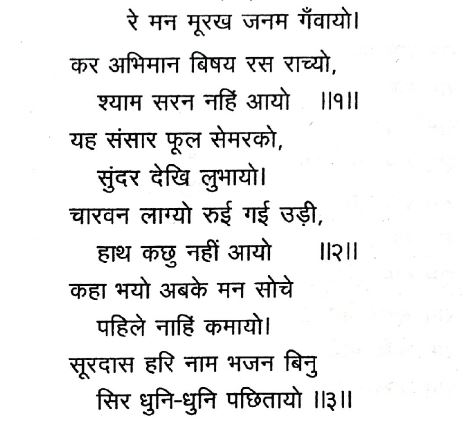 रे मन मूरख जनम गँवायो।
कर अभिमान बिषय रस राच्यो,
श्याम सरन नहिं आयो ॥१॥
यह संसार फूल सेमरको,
सुंदर देखि लुभायो।
चारवन लाग्यो रुई गई उड़ी,
हाथ कछु नहीं आयो ॥२॥
कहा भयो अबके मन सोचे
पहिले नाहिं कमायो।
सूरदास हरि नाम भजन बिनु
सिर धुनि-धुनि पछितायो ॥३॥